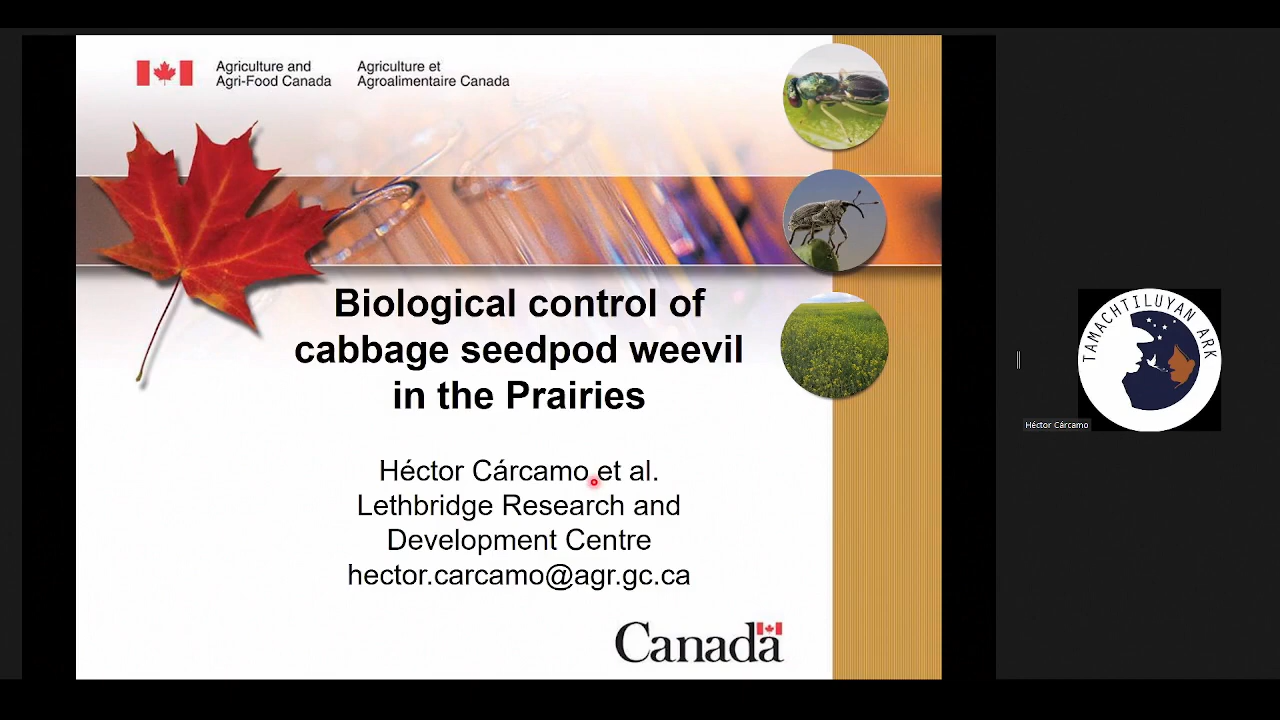 Agriculture and
Agri-Food Canada
Agriculture et
Agroalimentaire Canada
Biological control of
cabbage seedpod weevil
in the Prairies
Héctor Cárcamo et al.
Lethbridge Research and
Development Centre
hector.carcamo@agr.gc.ca
Canada
TAMACHTILUYAN ARK
Héctor Cárcamo